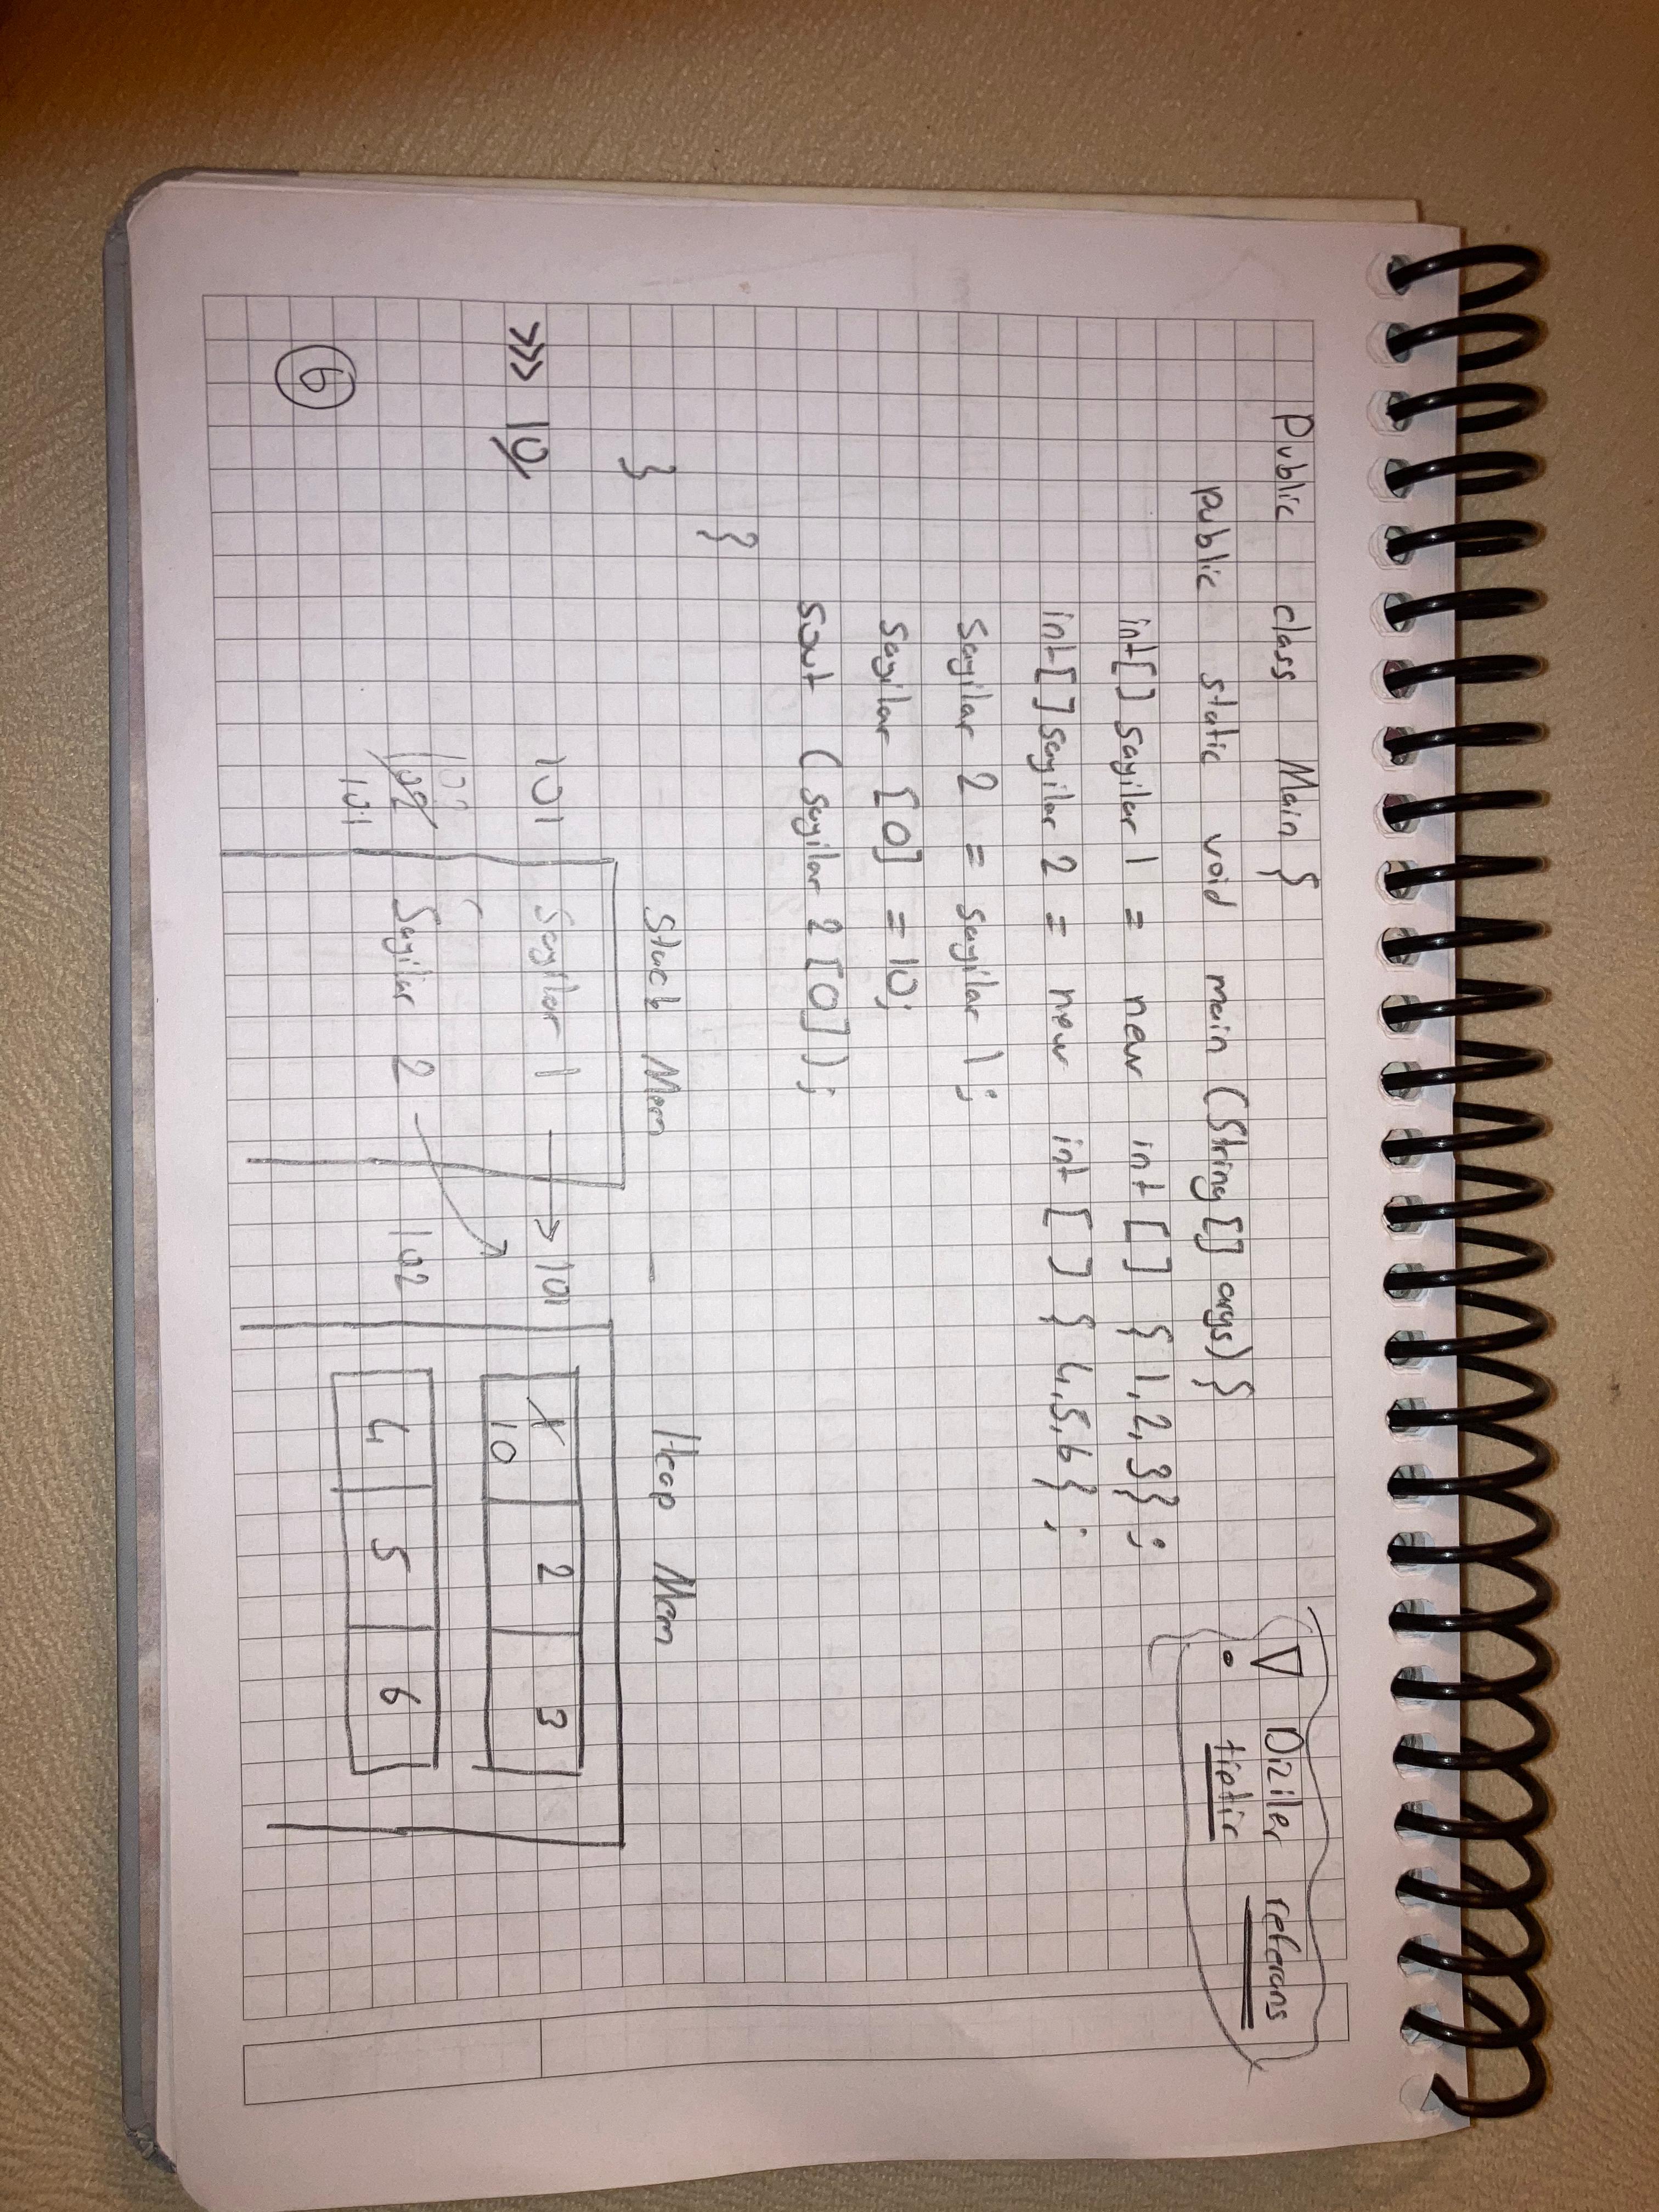 Public class Main {
∇ Diziler referans
• tiptir
public static void main (String [] args) {
int[] sayilar 1 = new int [] { 1, 2, 3 } ;
int[] sayilar 2 = new int [] { 4, 5, 6 } ;
sayilar 2 = sayilar 1 ;
sayilar [0] = 10;
sout ( sayilar 2 [0] ) ;
}
}
Stack Mem - Heap Mem
>>> 10/
101 Sayilar 1 → 101 1 2 3
10
102
102 Sayilar 2 102 4 5 6
101
6